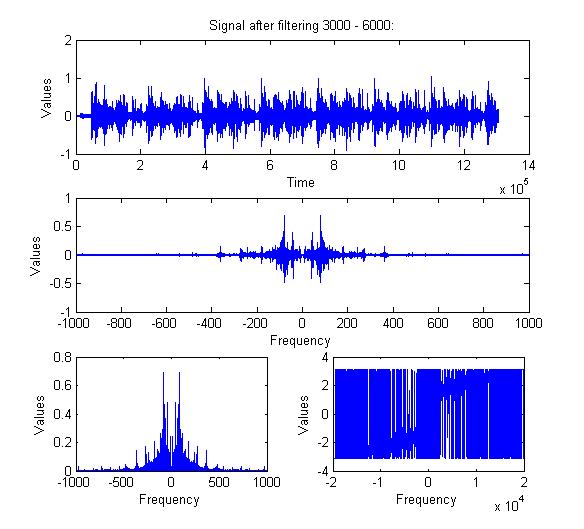 Signal after filtering 3000 - 6000:
2
1
0
-1
Values
0 2 4 6 8 10 12 14
Time
x 10^5
1
0.5
0
-0.5
-1
Values
-1000 -800 -600 -400 -200 0 200 400 600 800 1000
Frequency
0.8
0.6
0.4
0.2
0
Values
-1000 -500 0 500 1000
Frequency
4
2
0
-2
-4
Values
-2 -1 0 1 2
Frequency
x 10^4